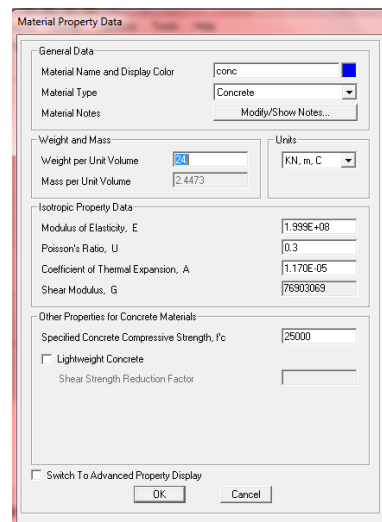 Material Property Data
General Data
Material Name and Display Color conc
Material Type Concrete
Material Notes Modify/Show Notes...
Weight and Mass
Weight per Unit Volume 24.
Mass per Unit Volume 2.4473
Units
KN, m, C
Isotropic Property Data
Modulus of Elasticity, E 1.999E+08
Poisson's Ratio, U 0.3
Coefficient of Thermal Expansion, A 1.170E-05
Shear Modulus, G 76903069
Other Properties for Concrete Materials
Specified Concrete Compressive Strength, f'c 25000
Lightweight Concrete
Shear Strength Reduction Factor
Switch To Advanced Property Display
OK Cancel